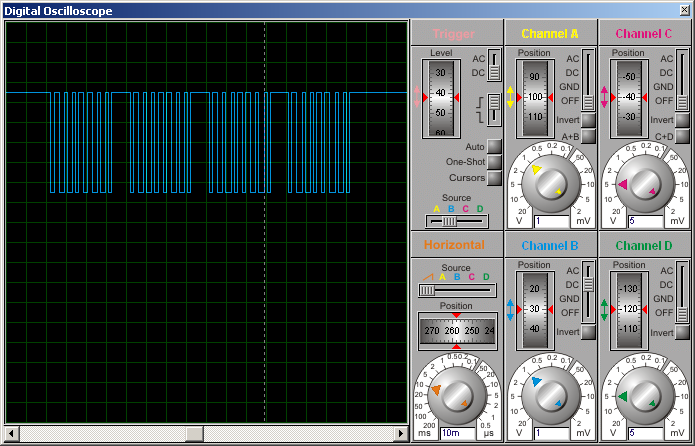 Digital Oscilloscope
Trigger
Level
30
40
50
60
AC
DC
Auto
One-Shot
Cursors
Source
A B C D
Horizontal
Source
A B C D
Position
270 260 250 24
200 100 50 20 10 5 2 1 0.5 0.2 0.1 50 20 10 5 2 1 0.5
ms 10m µs
Channel A
Position
90
100
110
AC
DC
GND
OFF
Invert
A+B
20 10 5 2 1 0.5 0.2 0.1 50 20 10 5 2
V 1 mV
Channel C
Position
-50
-40
-30
AC
DC
GND
OFF
Invert
C+D
20 10 5 2 1 0.5 0.2 0.1 50 20 10 5 2
V 5 mV
Channel B
Position
20
30
40
AC
DC
GND
OFF
Invert
20 10 5 2 1 0.5 0.2 0.1 50 20 10 5 2
V 1 mV
Channel D
Position
-130
-120
-110
AC
DC
GND
OFF
Invert
20 10 5 2 1 0.5 0.2 0.1 50 20 10 5 2
V 5 mV